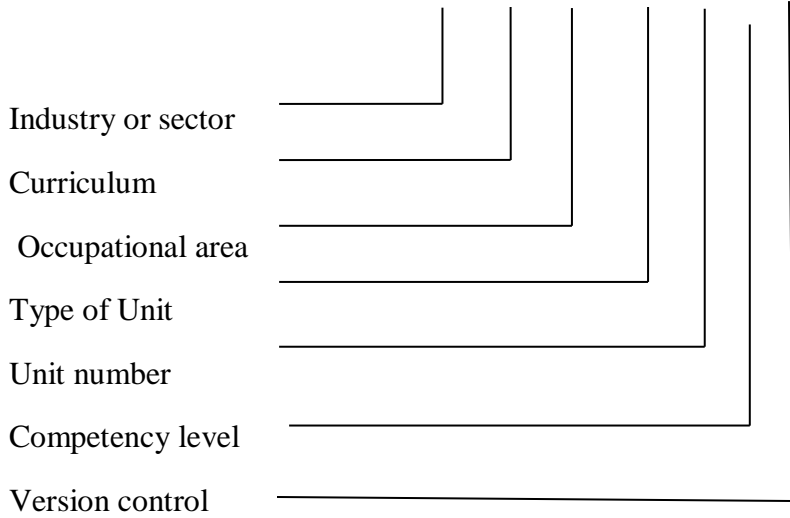 Industry or sector
Curriculum
Occupational area
Type of Unit
Unit number
Competency level
Version control